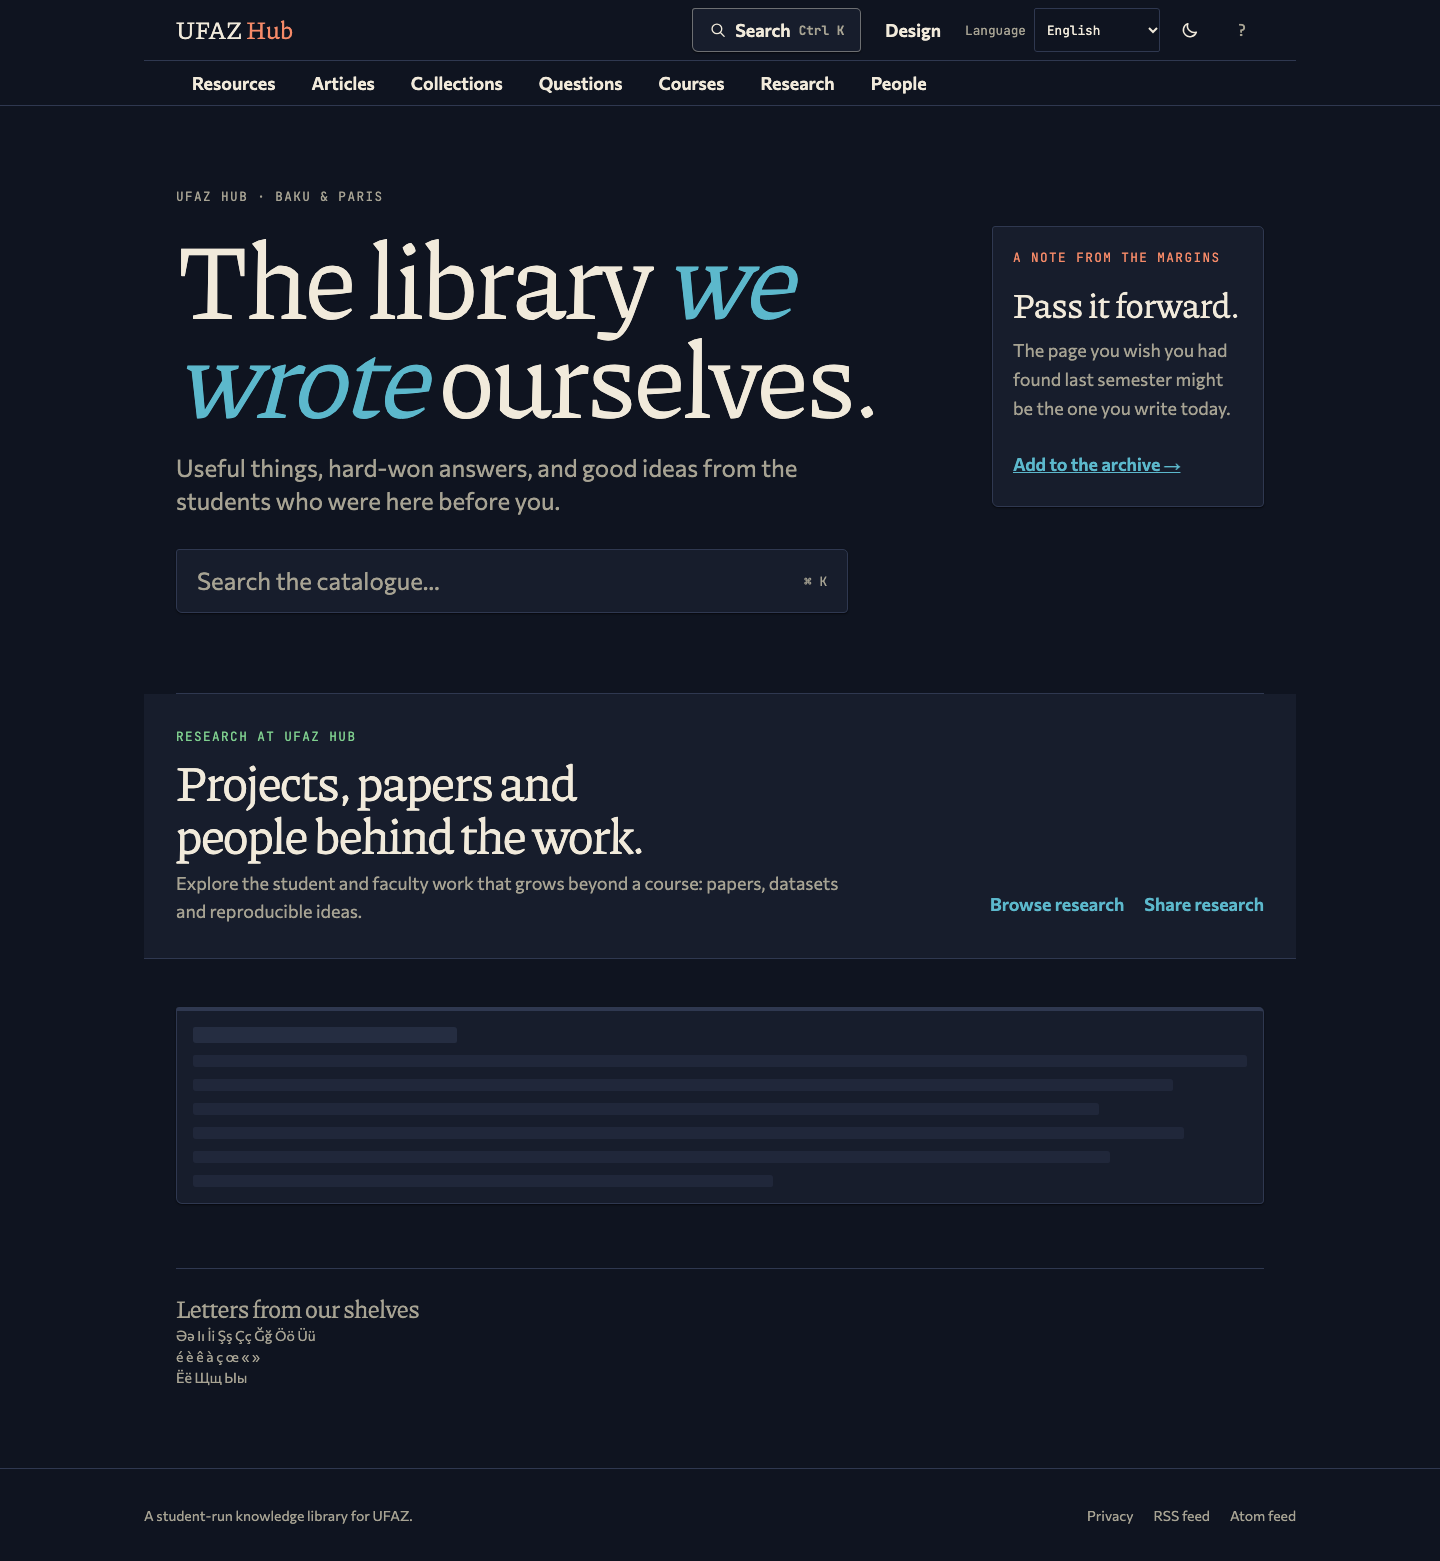 UFAZ Hub
Search Ctrl K
Design
Language
English
?
Resources Articles Collections Questions Courses Research People
UFAZ HUB · BAKU & PARIS
The library we
wrote ourselves.
Useful things, hard-won answers, and good ideas from the
students who were here before you.
Search the catalogue…
⌘ K
A NOTE FROM THE MARGINS
Pass it forward.
The page you wish you had
found last semester might
be the one you write today.
Add to the archive →
RESEARCH AT UFAZ HUB
Projects, papers and
people behind the work.
Explore the student and faculty work that grows beyond a course: papers, datasets
and reproducible ideas.
Browse research Share research
Letters from our shelves
Əə Iı İi Şş Çç Ğğ Öö Üü
é è ê à ç œ « »
Ëë Щщ Ыы
A student-run knowledge library for UFAZ.
Privacy RSS feed Atom feed